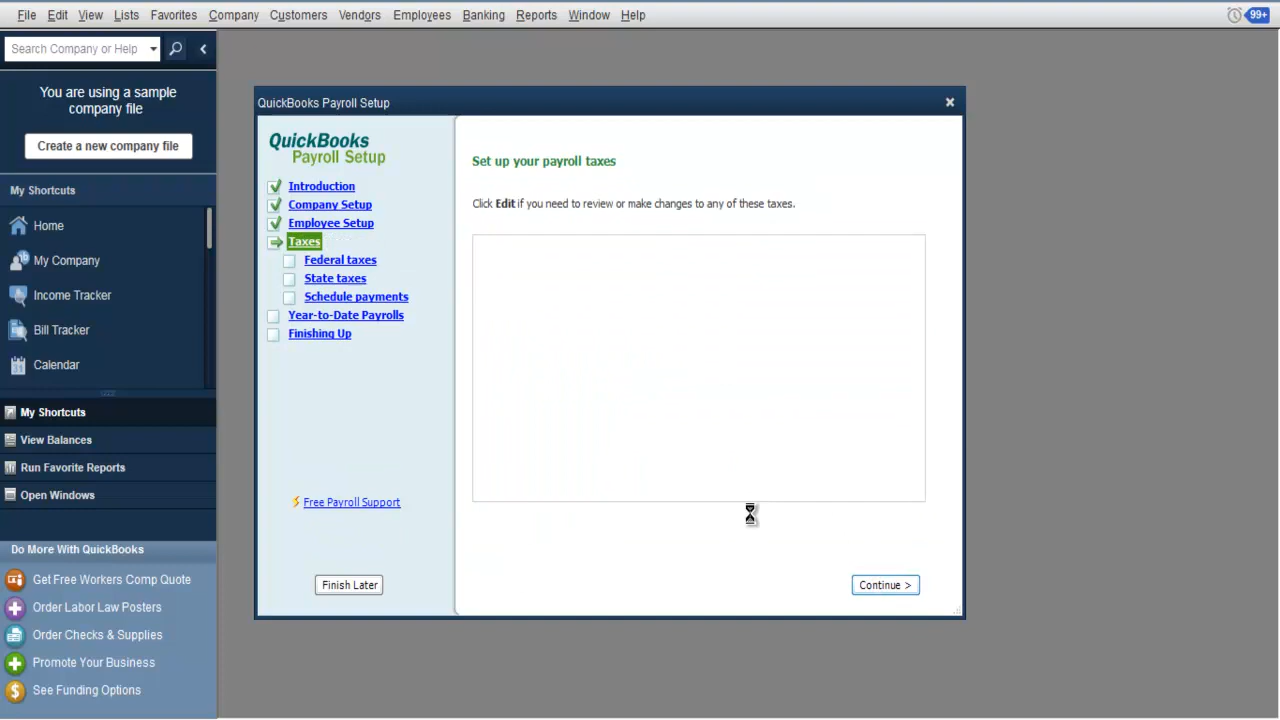 File Edit View Lists Favorites Company Customers Vendors Employees Banking Reports Window Help
99+
Search Company or Help
You are using a sample
company file
Create a new company file
My Shortcuts
Home
My Company
Income Tracker
Bill Tracker
Calendar
31
My Shortcuts
View Balances
Run Favorite Reports
Open Windows
Do More With QuickBooks
Get Free Workers Comp Quote
Order Labor Law Posters
Order Checks & Supplies
Promote Your Business
$
See Funding Options
QuickBooks Payroll Setup
QuickBooks
Payroll Setup
Introduction
Company Setup
Employee Setup
Taxes
Federal taxes
State taxes
Schedule payments
Year-to-Date Payrolls
Finishing Up
Free Payroll Support
Finish Later
Set up your payroll taxes
Click Edit if you need to review or make changes to any of these taxes.
Continue >